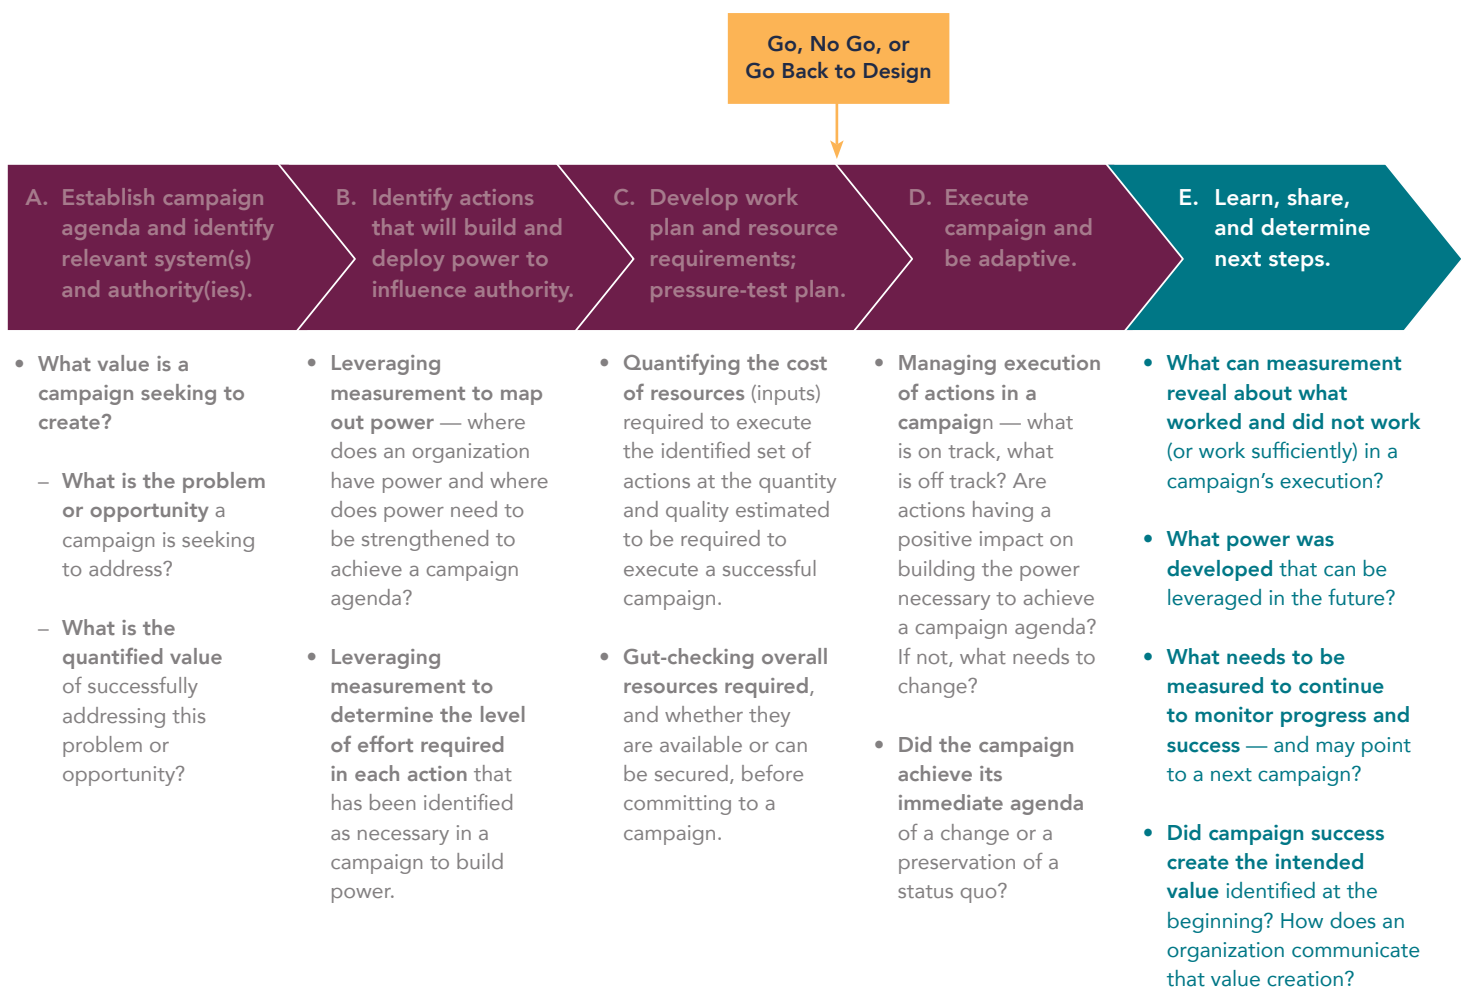 Go, No Go, or
Go Back to Design
A. Establish campaign
agenda and identify
relevant system(s)
and authority(ies).
B. Identify actions
that will build and
deploy power to
influence authority.
C. Develop work
plan and resource
requirements;
pressure-test plan.
D. Execute
campaign and
be adaptive.
E. Learn, share,
and determine
next steps.
• What value is a
campaign seeking to
create?
– What is the problem
or opportunity a
campaign is seeking
to address?
– What is the
quantified value
of successfully
addressing this
problem or
opportunity?
• Leveraging
measurement to map
out power — where
does an organization
have power and where
does power need to
be strengthened to
achieve a campaign
agenda?
• Leveraging
measurement to
determine the level
of effort required
in each action that
has been identified
as necessary in a
campaign to build
power.
• Quantifying the cost
of resources (inputs)
required to execute
the identified set of
actions at the quantity
and quality estimated
to be required to
execute a successful
campaign.
• Gut-checking overall
resources required,
and whether they
are available or can
be secured, before
committing to a
campaign.
• Managing execution
of actions in a
campaign — what
is on track, what
is off track? Are
actions having a
positive impact on
building the power
necessary to achieve
a campaign agenda?
If not, what needs to
change?
• Did the campaign
achieve its
immediate agenda
of a change or a
preservation of a
status quo?
• What can measurement
reveal about what
worked and did not work
(or work sufficiently) in a
campaign’s execution?
• What power was
developed that can be
leveraged in the future?
• What needs to be
measured to continue
to monitor progress and
success — and may point
to a next campaign?
• Did campaign success
create the intended
value identified at the
beginning? How does an
organization communicate
that value creation?